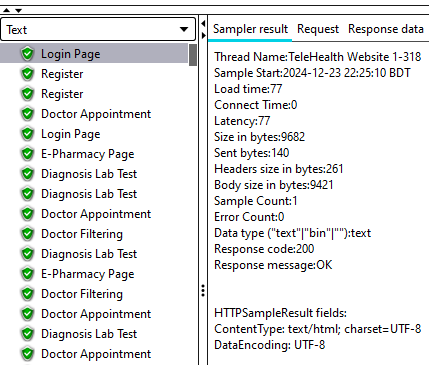 Text
Login Page
Register
Register
Doctor Appointment
Login Page
E-Pharmacy Page
Diagnosis Lab Test
Diagnosis Lab Test
Doctor Appointment
Doctor Filtering
Diagnosis Lab Test
E-Pharmacy Page
Doctor Filtering
Doctor Appointment
Diagnosis Lab Test
Doctor Appointment
Sampler result Request Response data
Thread Name:TeleHealth Website 1-318
Sample Start:2024-12-23 22:25:10 BDT
Load time:77
Connect Time:0
Latency:77
Size in bytes:9682
Sent bytes:140
Headers size in bytes:261
Body size in bytes:9421
Sample Count:1
Error Count:0
Data type ("text"|"bin"|""):text
Response code:200
Response message:OK
HTTPSampleResult fields:
ContentType: text/html; charset=UTF-8
DataEncoding: UTF-8